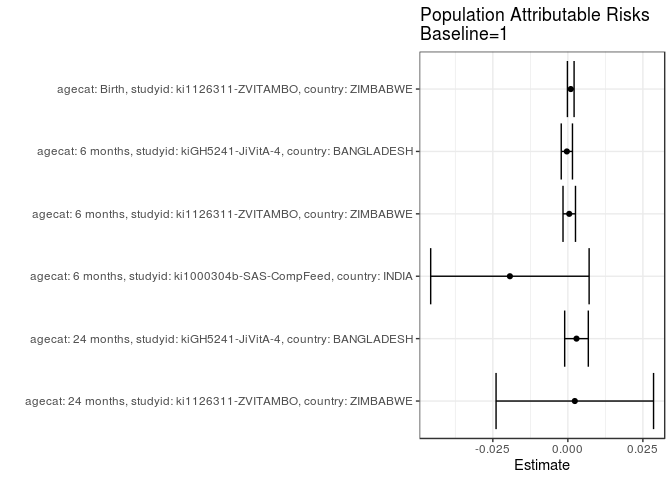 Population Attributable Risks
Baseline=1
agecat: Birth, studyid: ki1126311-ZVITAMBO, country: ZIMBABWE
agecat: 6 months, studyid: kiGH5241-JiVitA-4, country: BANGLADESH
agecat: 6 months, studyid: ki1126311-ZVITAMBO, country: ZIMBABWE
agecat: 6 months, studyid: ki1000304b-SAS-CompFeed, country: INDIA
agecat: 24 months, studyid: kiGH5241-JiVitA-4, country: BANGLADESH
agecat: 24 months, studyid: ki1126311-ZVITAMBO, country: ZIMBABWE
-0.025 0.000 0.025
Estimate